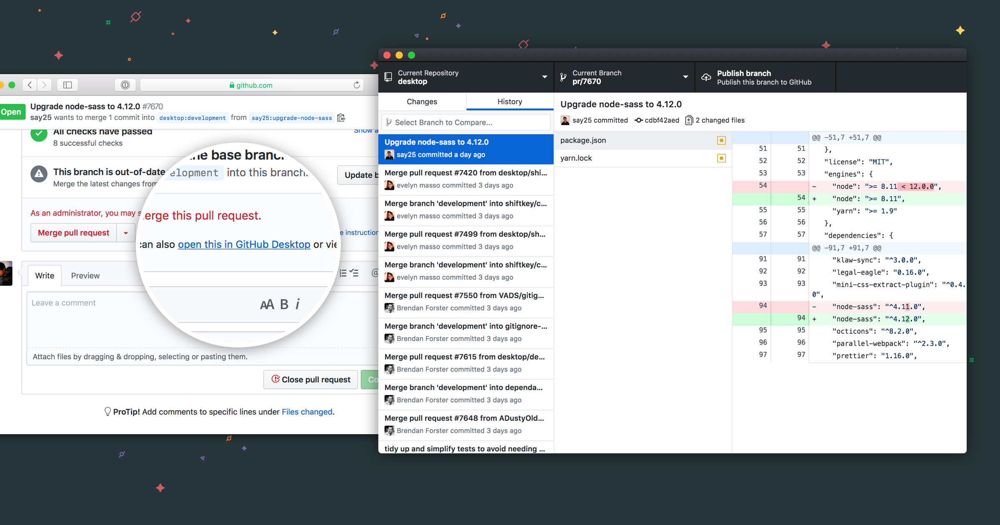 github.com
Open
Upgrade node-sass to 4.12.0 #7670
say25 wants to merge 1 commit into desktop:development from say25:upgrade-node-sass
All checks have passed
8 successful checks
Show
This branch is out-of-date
Merge the latest changes from
Update
As an administrator, you may
Merge pull request
instruction
base branch
into this branch.
this pull request.
can also open this in GitHub Desktop or
AA B i
Write
Preview
@
Leave a comment
Attach files by dragging & dropping, selecting or pasting them.
Close pull request
Co
ProTip! Add comments to specific lines under Files changed.
Current Repository
desktop
Current Branch
pr/7670
Publish branch
Publish this branch to GitHub
Changes
History
Select Branch to Compare...
Upgrade node-sass to 4.12.0
say25 committed a day ago
Merge pull request #7420 from desktop/shi...
evelyn masso committed 3 days ago
Merge branch 'development' into shiftkey/c...
evelyn masso committed 3 days ago
Merge pull request #7499 from desktop/sh...
evelyn masso committed 3 days ago
Merge branch 'development' into shiftkey/c...
evelyn masso committed 3 days ago
Merge pull request #7550 from VADS/gitig...
Brendan Forster committed 3 days ago
Merge branch 'development' into gitignore-...
Brendan Forster committed 3 days ago
Merge pull request #7615 from desktop/de...
Brendan Forster committed 3 days ago
Merge branch 'development' into dependa...
Brendan Forster committed 3 days ago
Merge pull request #7648 from ADustyOld...
Brendan Forster committed 3 days ago
tidy up and simplify tests to avoid needing ...
Upgrade node-sass to 4.12.0
say25 committed cdbf42aed 2 changed files
package.json
yarn.lock
@@ -51,7 +51,7 @@
51 51 },
52 52 "license": "MIT",
53 53 "engines": {
54 - "node": ">= 8.11 < 12.0.0",
54 + "node": ">= 8.11",
55 55 "yarn": ">= 1.9"
56 56 },
57 57 "dependencies": {
@@ -91,7 +91,7 @@
91 91 "klaw-sync": "^3.0.0",
92 92 "legal-eagle": "0.16.0",
93 93 "mini-css-extract-plugin": "^0.4.
0",
94 - "node-sass": "^4.11.0",
94 + "node-sass": "^4.12.0",
95 95 "octicons": "^8.2.0",
96 96 "parallel-webpack": "^2.3.0",
97 97 "prettier": "1.16.0",